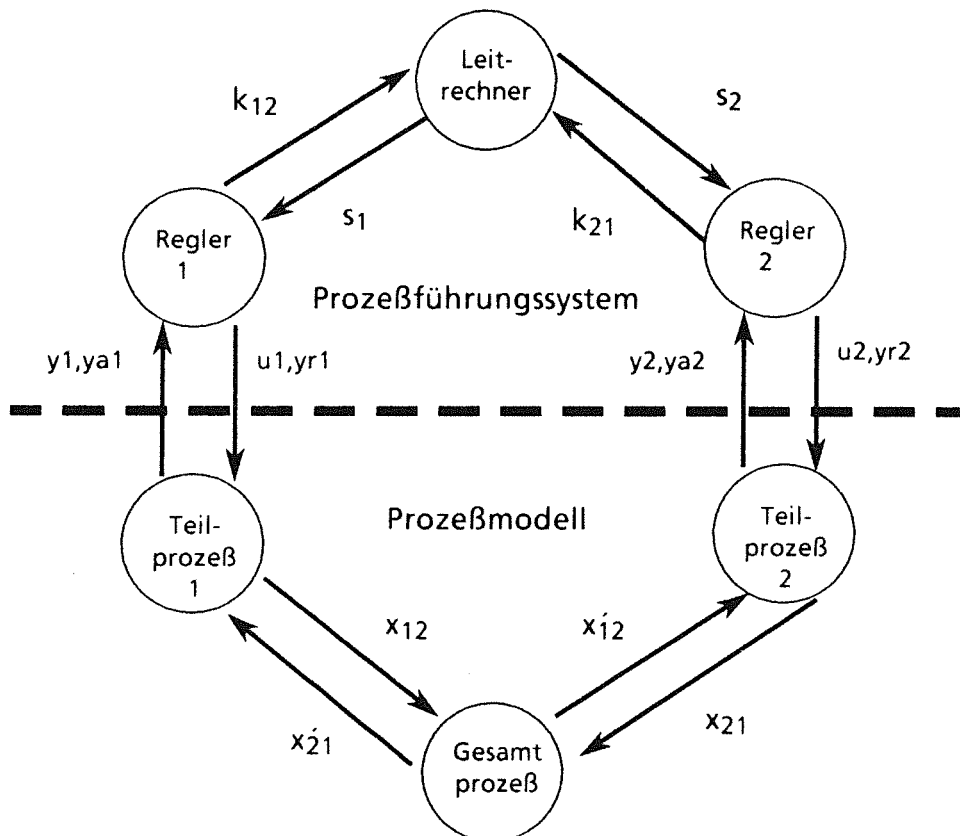 Leit-
rechner
k12
s2
s1
k21
Regler
1
Regler
2
Prozeßführungssystem
y1,ya1
u1,yr1
y2,ya2
u2,yr2
Prozeßmodell
Teil-
prozeß
1
Teil-
prozeß
2
x12
x´12
x´21
x21
Gesamt
prozeß